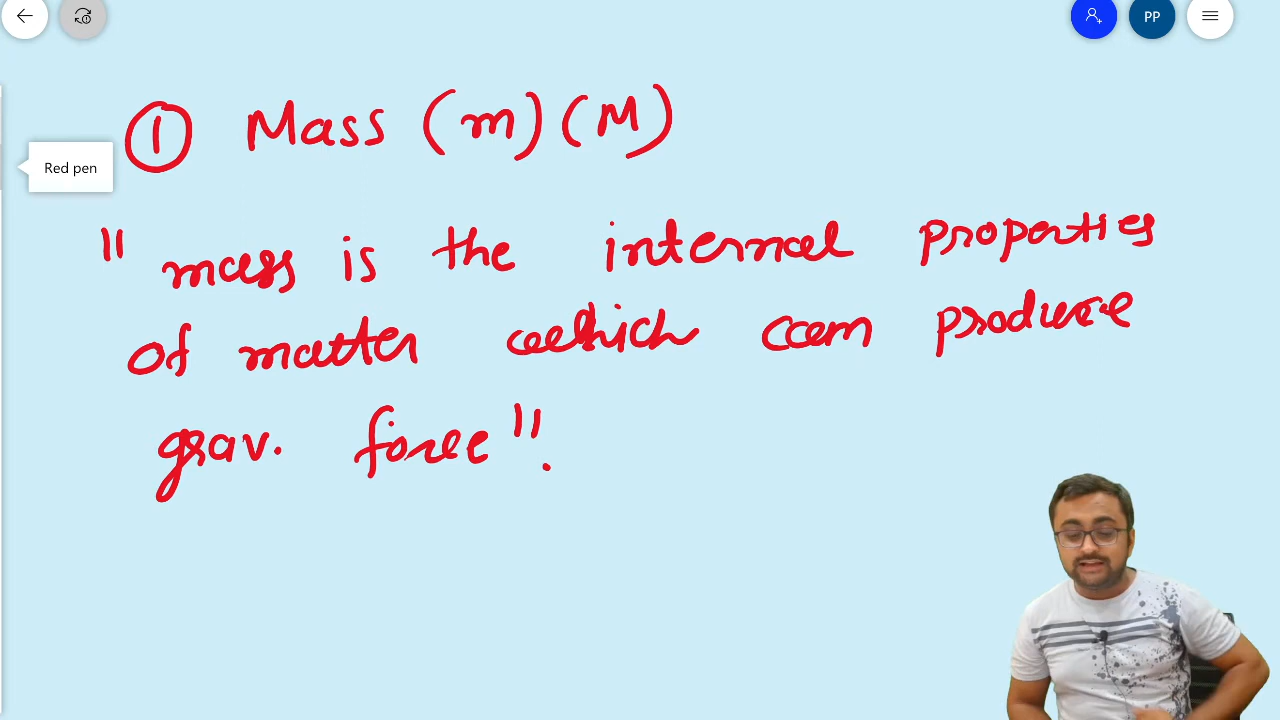 PP
Red pen
1 Mass (m) (M)
" mass is the internal properties
of matter which can produce
grav. force ".